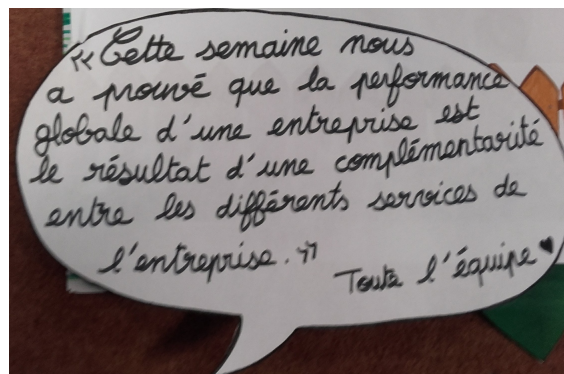 « Cette semaine nous
a prouvé que la performance
globale d'une entreprise est
le résultat d'une complémentarité
entre les différents services de
l'entreprise. »
Toute l'équipe ♥